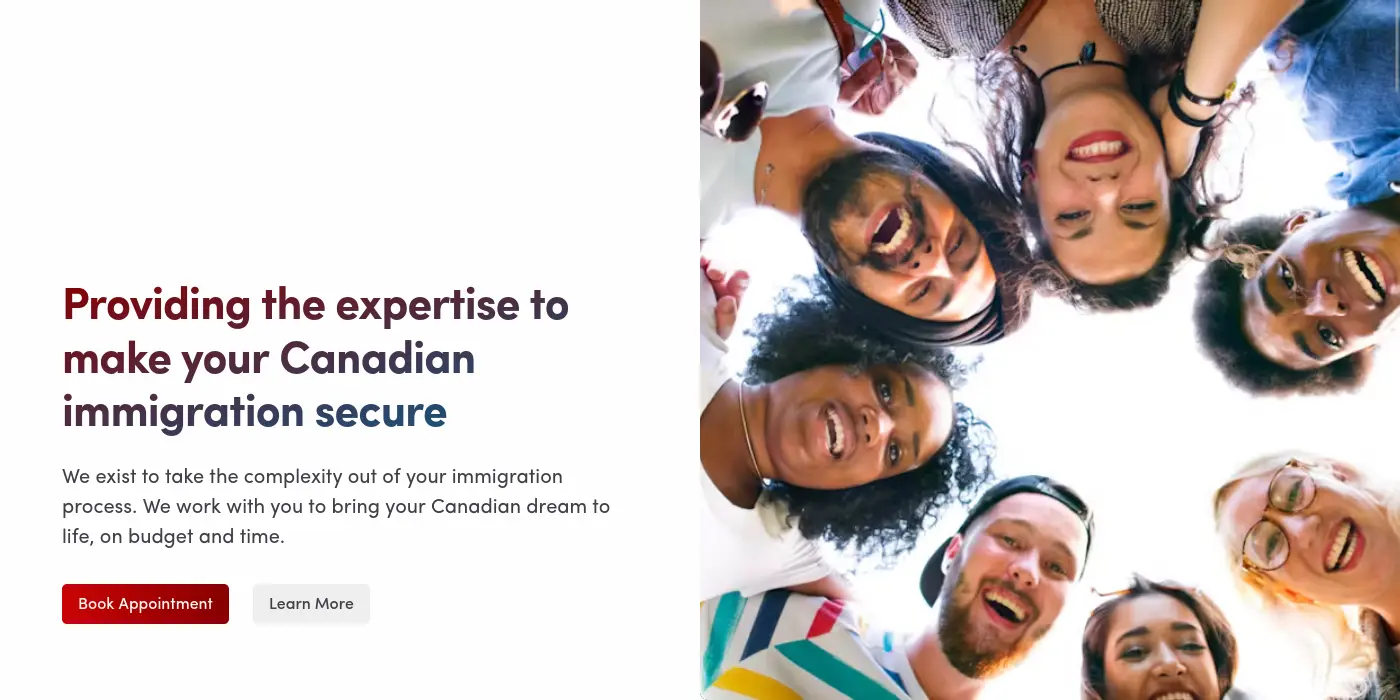 Providing the expertise to
make your Canadian
immigration secure
We exist to take the complexity out of your immigration
process. We work with you to bring your Canadian dream to
life, on budget and time.
Book Appointment
Learn More